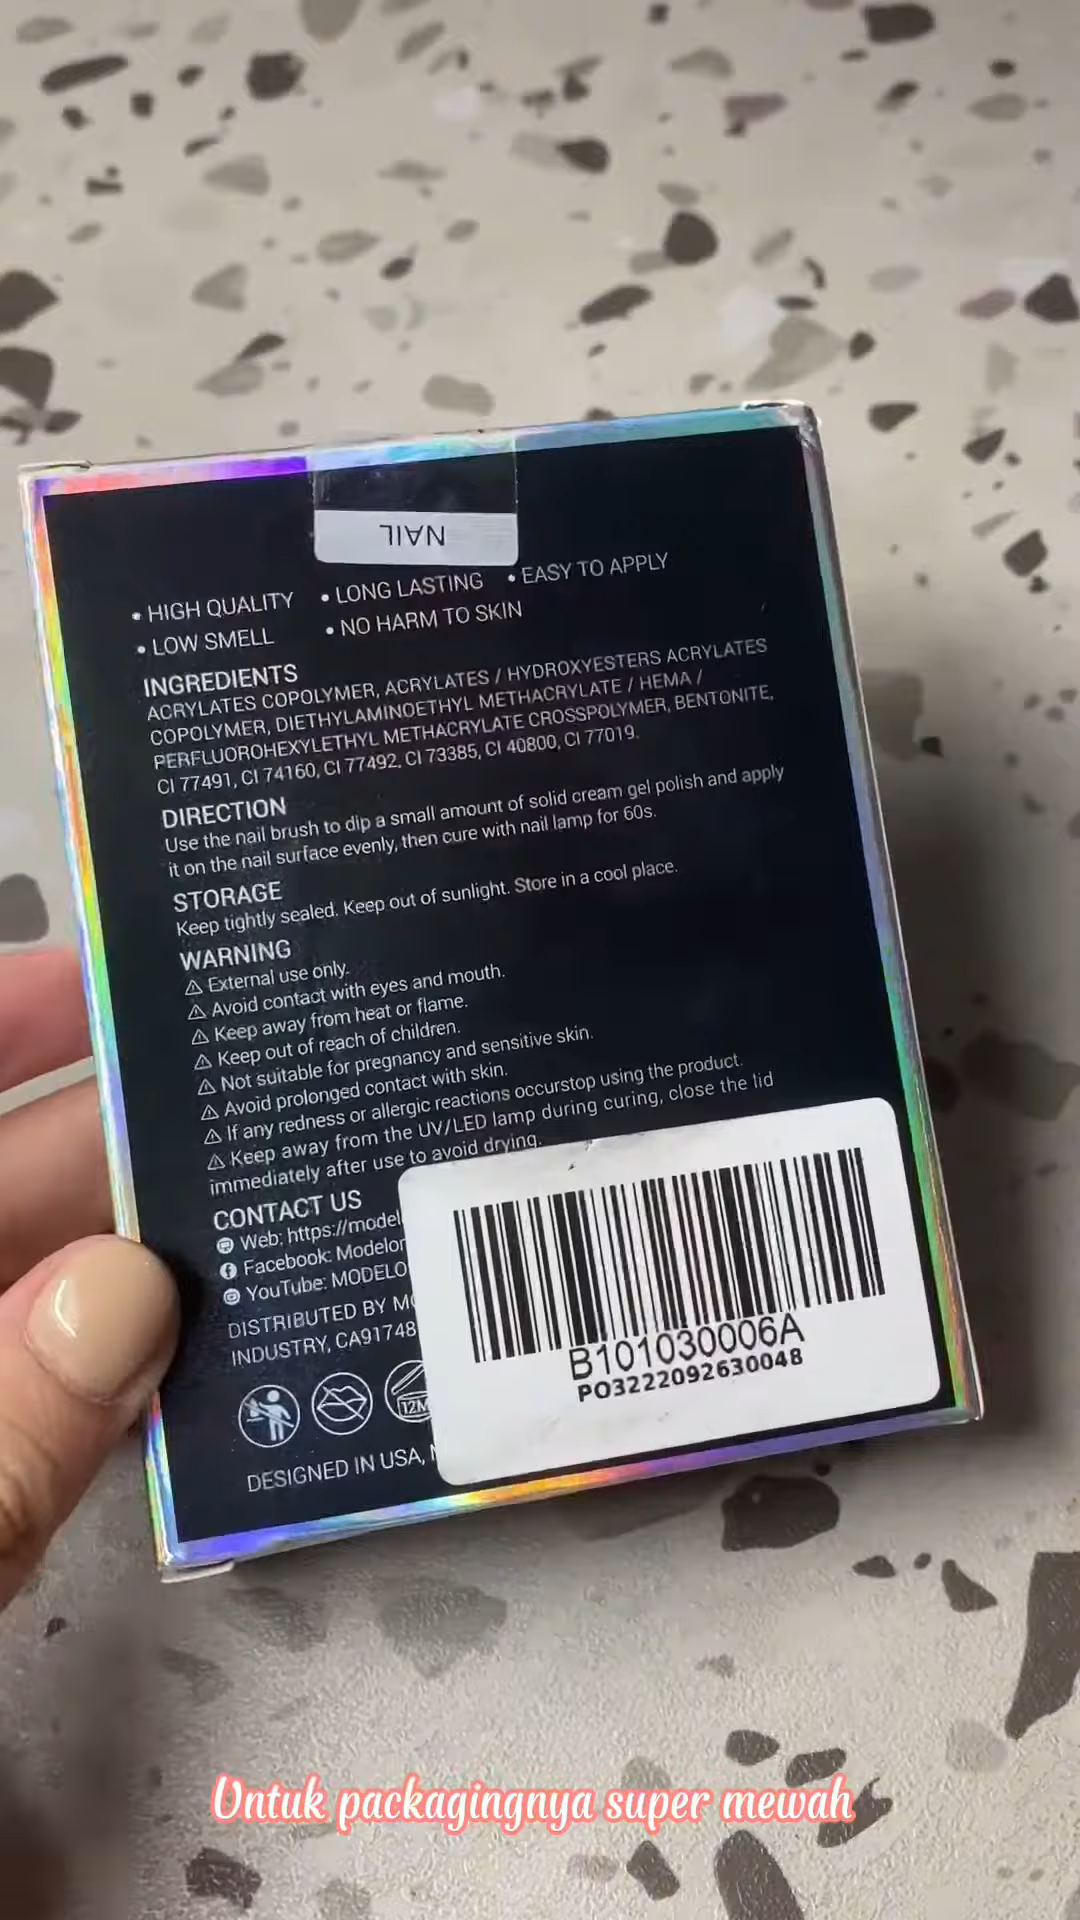 NAIL
• HIGH QUALITY • LONG LASTING • EASY TO APPLY
• LOW SMELL • NO HARM TO SKIN
INGREDIENTS
ACRYLATES COPOLYMER, ACRYLATES / HYDROXYESTERS ACRYLATES
COPOLYMER, DIETHYLAMINOETHYL METHACRYLATE / HEMA /
PERFLUOROHEXYLETHYL METHACRYLATE CROSSPOLYMER, BENTONITE,
CI 77491, CI 74160, CI 77492, CI 73385, CI 40800, CI 77019.
DIRECTION
Use the nail brush to dip a small amount of solid cream gel polish and apply
it on the nail surface evenly, then cure with nail lamp for 60s.
STORAGE
Keep tightly sealed. Keep out of sunlight. Store in a cool place.
WARNING
⚠ External use only.
⚠ Avoid contact with eyes and mouth.
⚠ Keep away from heat or flame.
⚠ Keep out of reach of children.
⚠ Not suitable for pregnancy and sensitive skin.
⚠ Avoid prolonged contact with skin.
⚠ If any redness or allergic reactions occurstop using the product.
⚠ Keep away from the UV/LED lamp during curing, close the lid
immediately after use to avoid drying.
CONTACT US
Web: https://model
Facebook: Modelon
YouTube: MODELO
DISTRIBUTED BY MO
INDUSTRY, CA91748
12M
DESIGNED IN USA,
B101030006A
PO3222092630048
Untuk packagingnya super mewah